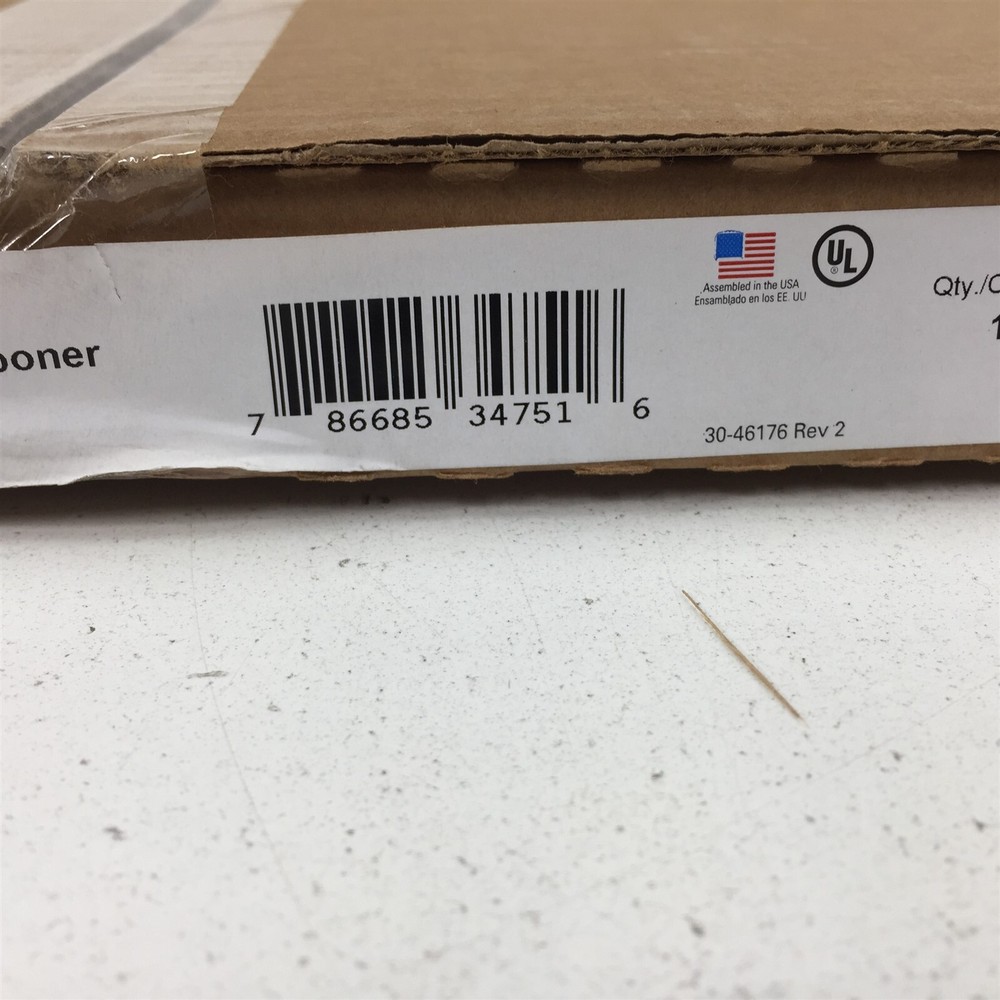 ooner
7 86685 34751 6
Assembled in the USA
Ensamblado en los EE. UU
UL
®
30-46176 Rev 2
Qty./C
1